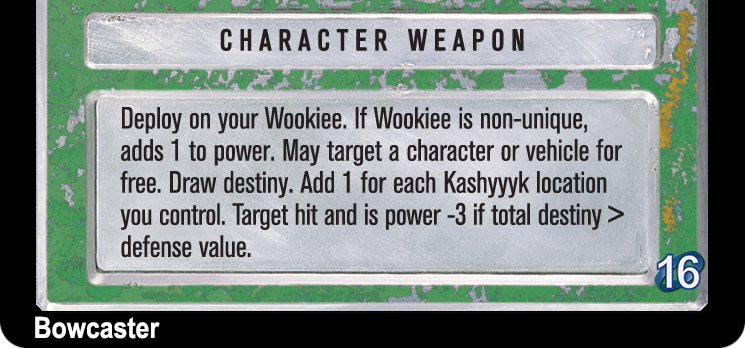 CHARACTER WEAPON
Deploy on your Wookiee. If Wookiee is non-unique,
adds 1 to power. May target a character or vehicle for
free. Draw destiny. Add 1 for each Kashyyyk location
you control. Target hit and is power -3 if total destiny >
defense value.
16
Bowcaster